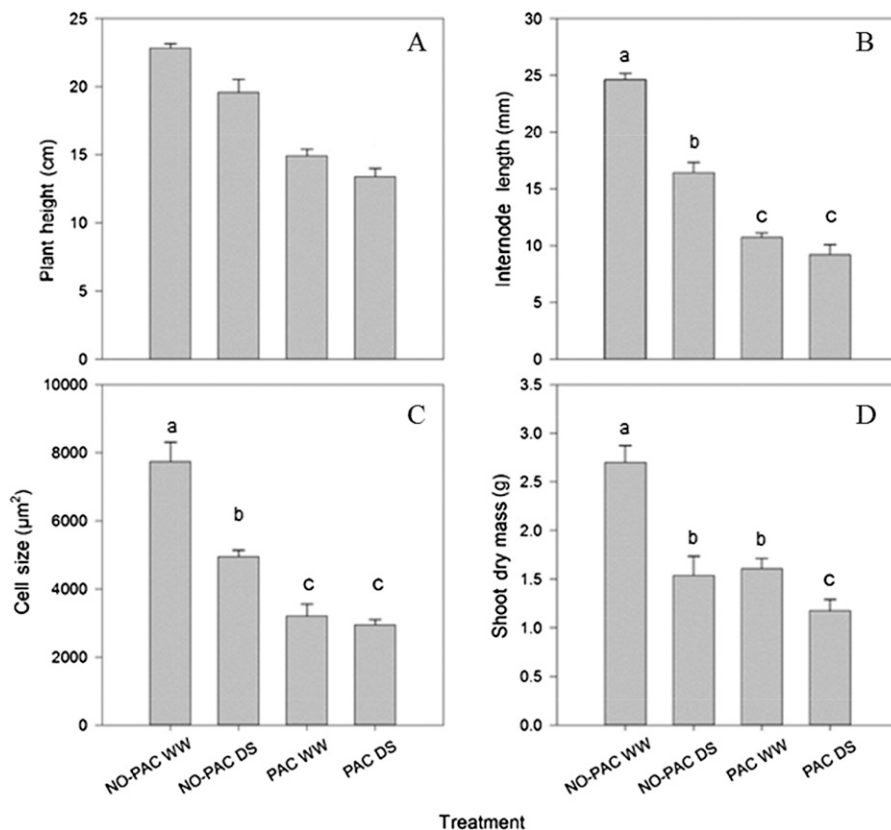 A
Plant height (cm)
25
20
15
10
5
0
B
Internode length (mm)
30
25
20
15
10
5
0
a
b
c
c
C
Cell size (µm²)
10000
8000
6000
4000
2000
0
a
b
c
c
NO-PAC WW
NO-PAC DS
PAC WW
PAC DS
D
Shoot dry mass (g)
3.5
3.0
2.5
2.0
1.5
1.0
0.5
0.0
a
b
b
c
NO-PAC WW
NO-PAC DS
PAC WW
PAC DS
Treatment